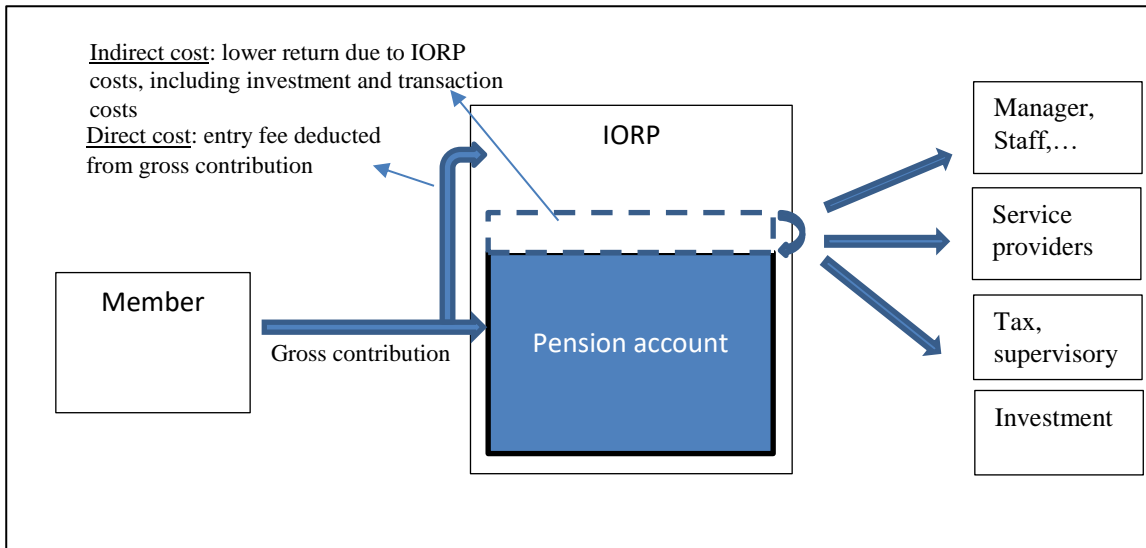 Indirect cost: lower return due to IORP
costs, including investment and transaction
costs
Direct cost: entry fee deducted
from gross contribution
IORP
Member
Gross contribution
Pension account
Manager,
Staff,…
Service
providers
Tax,
supervisory
Investment